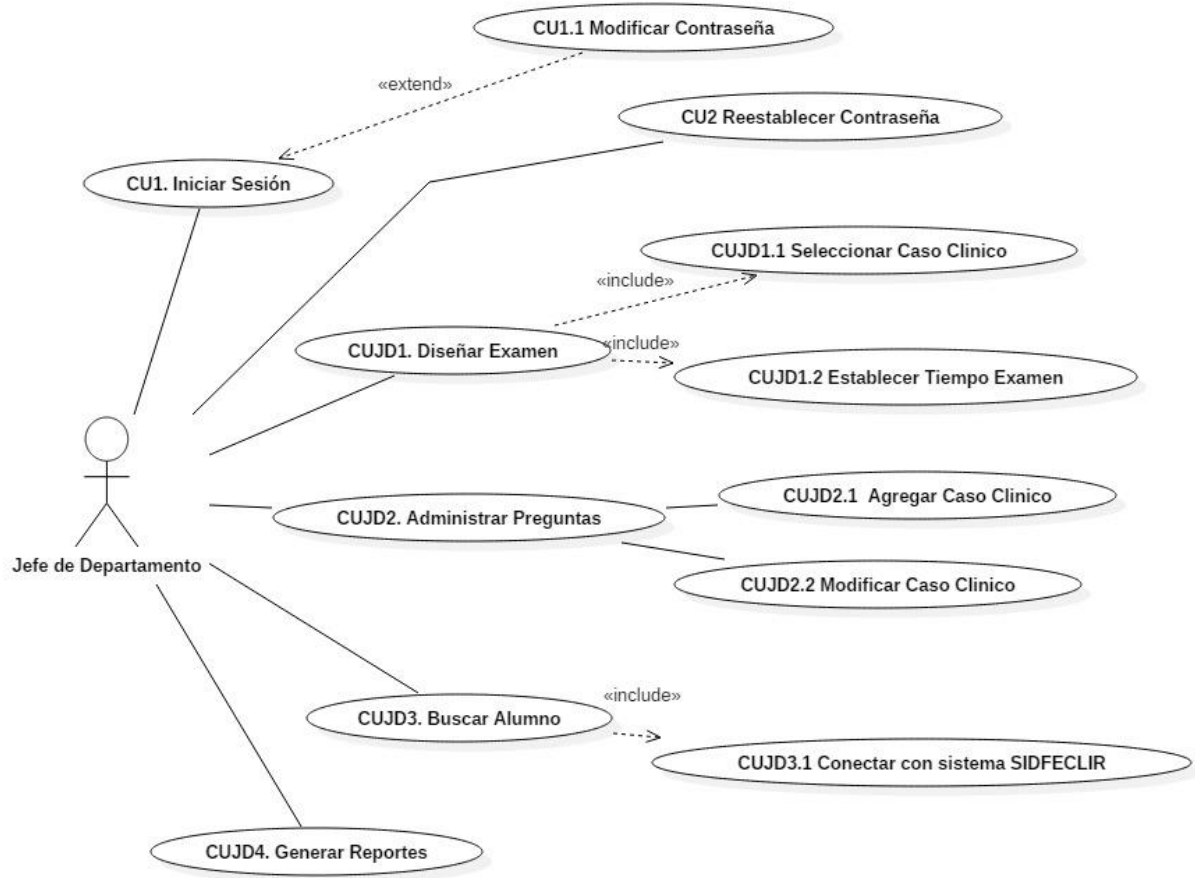 CU1.1 Modificar Contraseña
«extend»
CU2 Reestablecer Contraseña
CU1. Iniciar Sesión
CUJD1.1 Seleccionar Caso Clinico
«include»
CUJD1. Diseñar Examen
«include»
CUJD1.2 Establecer Tiempo Examen
CUJD2.1 Agregar Caso Clinico
CUJD2. Administrar Preguntas
Jefe de Departamento
CUJD2.2 Modificar Caso Clinico
«include»
CUJD3. Buscar Alumno
CUJD3.1 Conectar con sistema SIDFECLIR
CUJD4. Generar Reportes